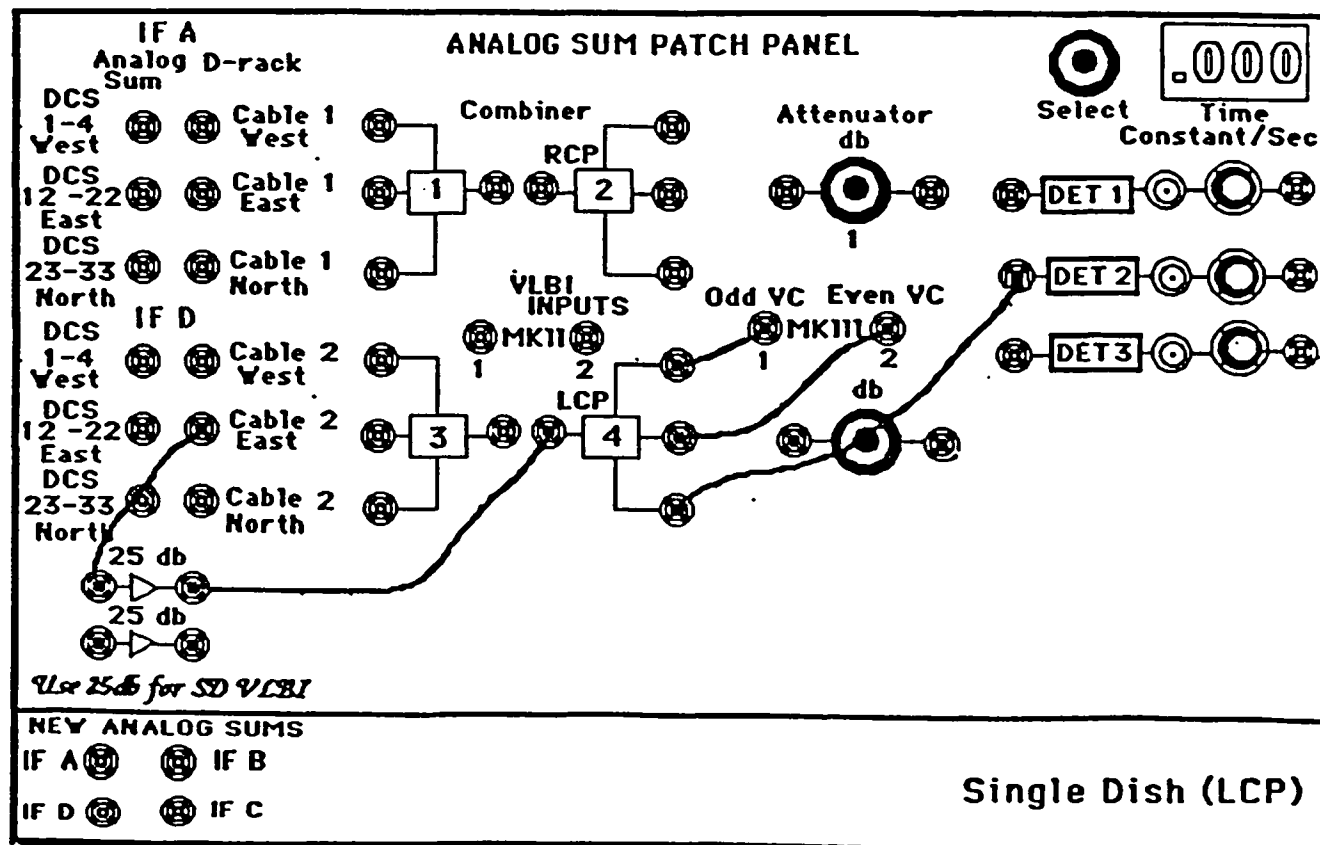 IF A
ANALOG SUM PATCH PANEL
.000
Analog D-rack
Sum
Select
Time
Constant/Sec
DCS
1-4
West
Cable 1
West
Combiner
Attenuator
db
RCP
DCS
12-22
East
Cable 1
East
1
2
1
DET 1
DCS
23-33
North
Cable 1
North
DET 2
VLBI
INPUTS
MKII
1
2
Odd VC
Even VC
MKIII
1
2
DET 3
IF D
DCS
1-4
West
Cable 2
West
db
LCP
DCS
12-22
East
Cable 2
East
3
4
DCS
23-33
North
Cable 2
North
25 db
25 db
Use 25db for SD VLBI
NEW ANALOG SUMS
IF A
IF B
IF D
IF C
Single Dish (LCP)